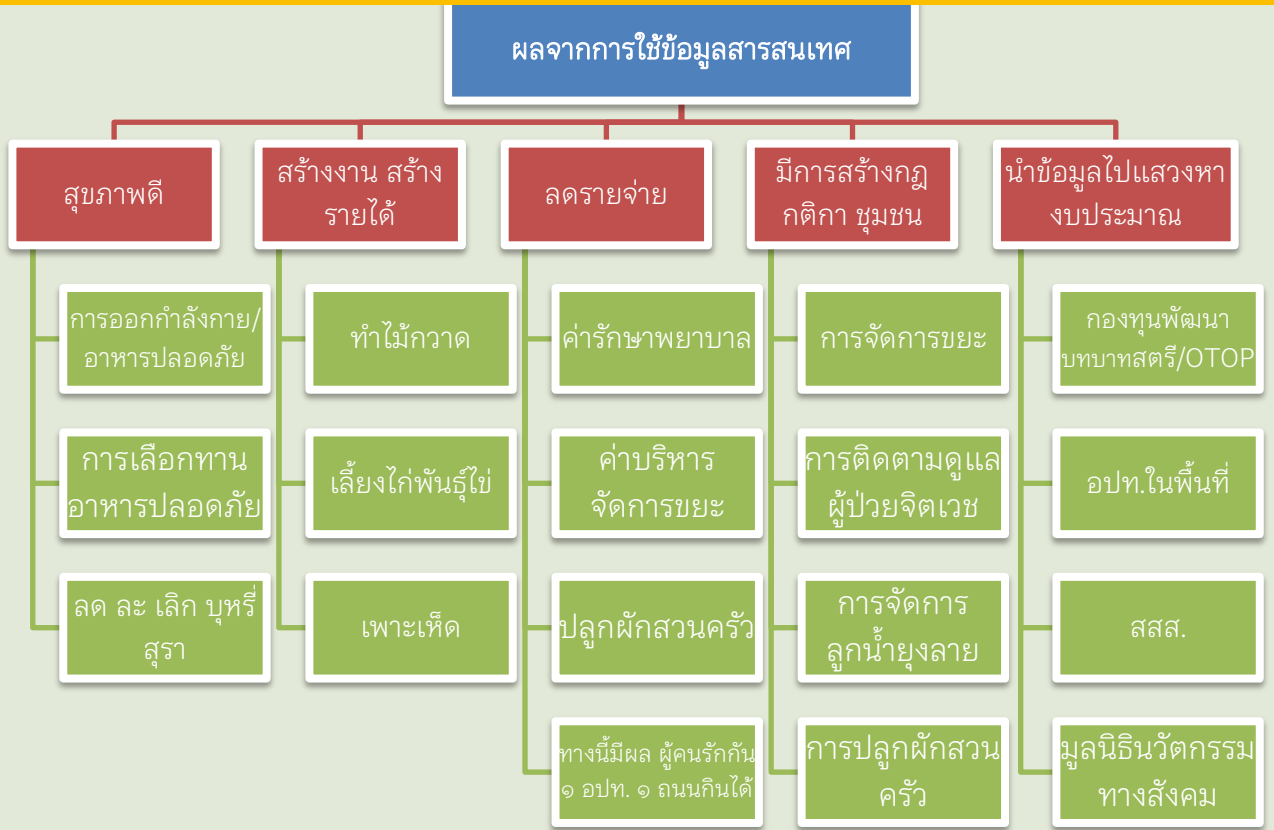 ผลจากการใช้ข้อมูลสารสนเทศ
สุขภาพดี
การออกกำลังกาย/
อาหารปลอดภัย
การเลือกทาน
อาหารปลอดภัย
ลด ละ เลิก บุหรี่
สุรา
สร้างงาน สร้าง
รายได้
ทำไม้กวาด
เลี้ยงไก่พันธุ์ไข่
เพาะเห็ด
ลดรายจ่าย
ค่ารักษาพยาบาล
ค่าบริหาร
จัดการขยะ
ปลูกผักสวนครัว
ทางนี้มีผล ผู้คนรักกัน
๑ อปท. ๑ ถนนกินได้
มีการสร้างกฎ
กติกา ชุมชน
การจัดการขยะ
การติดตามดูแล
ผู้ป่วยจิตเวช
การจัดการ
ลูกน้ำยุงลาย
การปลูกผักสวน
ครัว
นำข้อมูลไปแสวงหา
งบประมาณ
กองทุนพัฒนา
บทบาทสตรี/OTOP
อปท.ในพื้นที่
สสส.
มูลนิธินวัตกรรม
ทางสังคม